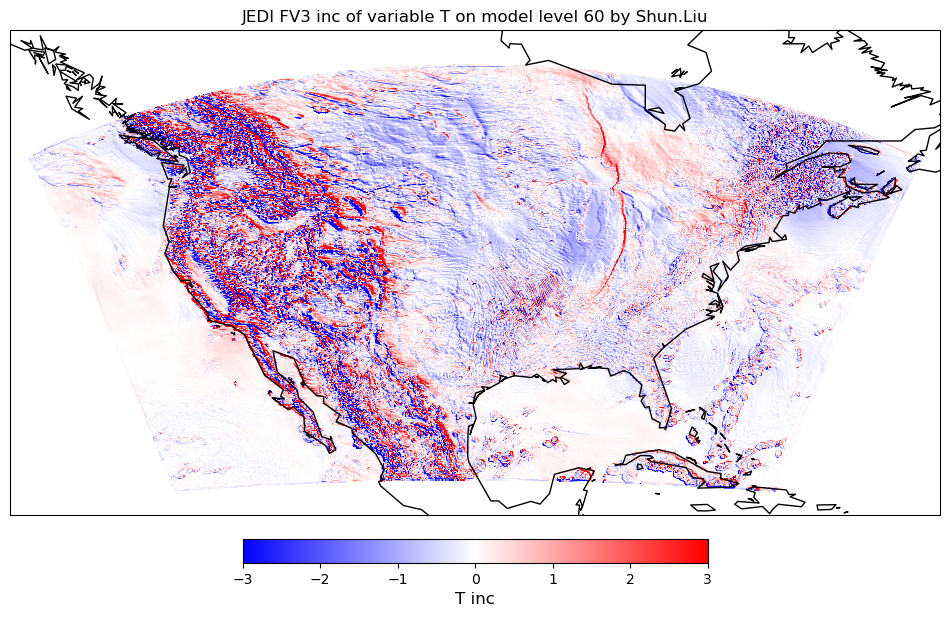 JEDI FV3 inc of variable T on model level 60 by Shun.Liu
−3 −2 −1 0 1 2 3
T inc